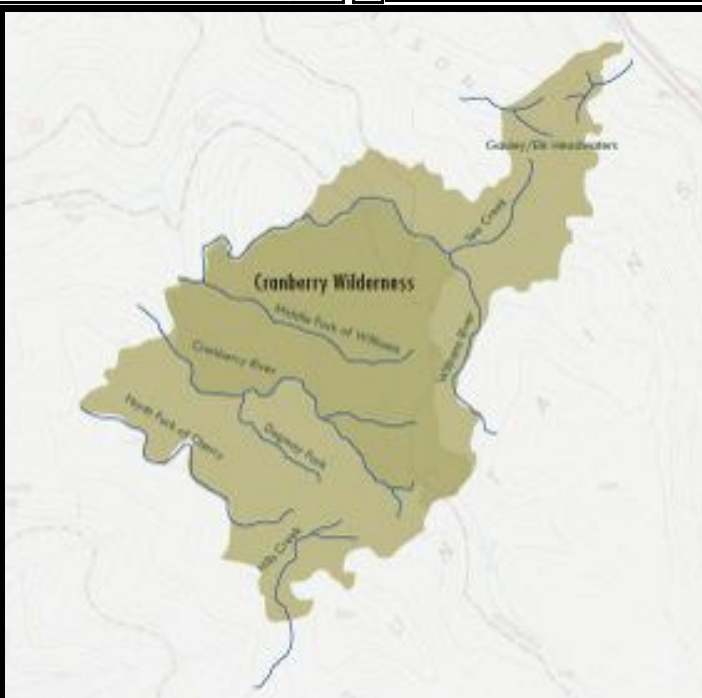 Gauley/Elk Headwaters
Tea Creek
Cranberry Wilderness
Middle Fork of Williams
Williams River
Cranberry River
North Fork of Cherry
Dogway Fork
Hills Creek